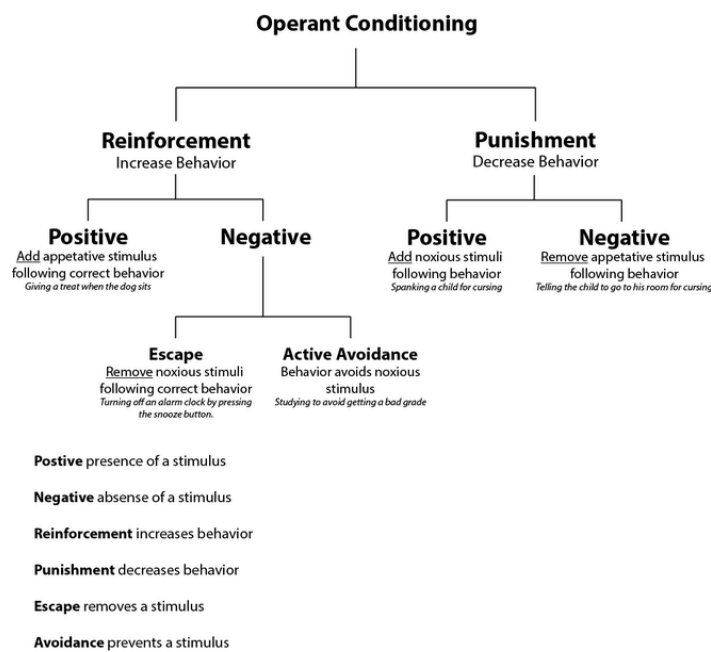 Operant Conditioning
Reinforcement
Increase Behavior
Punishment
Decrease Behavior
Positive
Add appetative stimulus
following correct behavior
Giving a treat when the dog sits
Negative
Positive
Add noxious stimuli
following behavior
Spanking a child for cursing
Negative
Remove appetative stimulus
following behavior
Telling the child to go to his room for cursing
Escape
Remove noxious stimuli
following correct behavior
Turning off an alarm clock by pressing
the snooze button.
Active Avoidance
Behavior avoids noxious
stimulus
Studying to avoid getting a bad grade
Postive presence of a stimulus
Negative absense of a stimulus
Reinforcement increases behavior
Punishment decreases behavior
Escape removes a stimulus
Avoidance prevents a stimulus